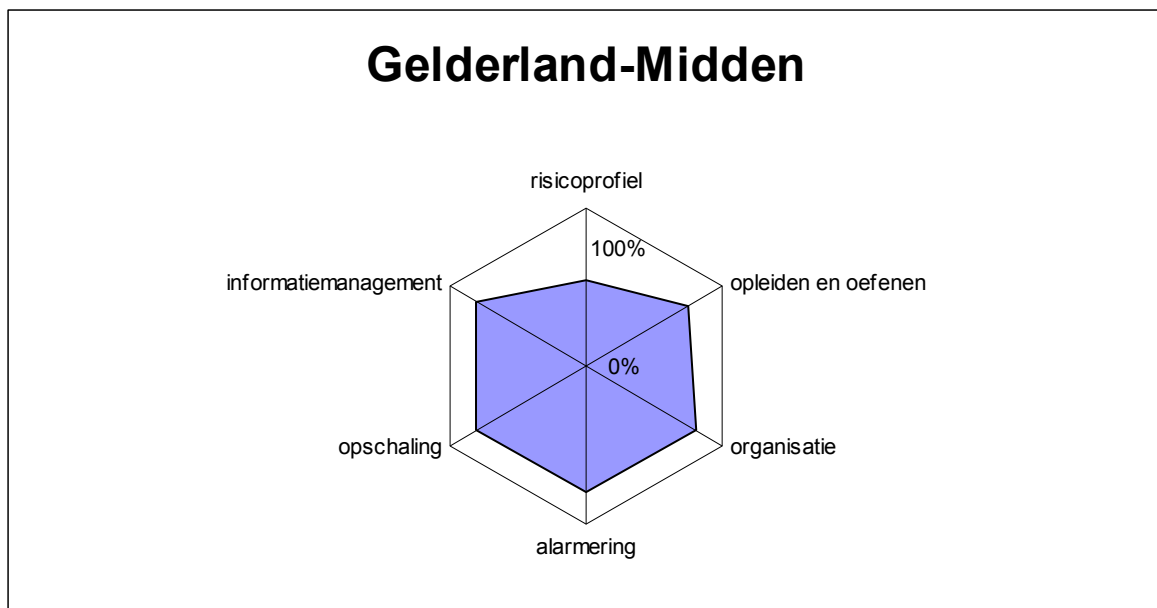 Gelderland-Midden
risicoprofiel
100%
informatiemanagement
opleiden en oefenen
0%
opschaling
organisatie
alarmering